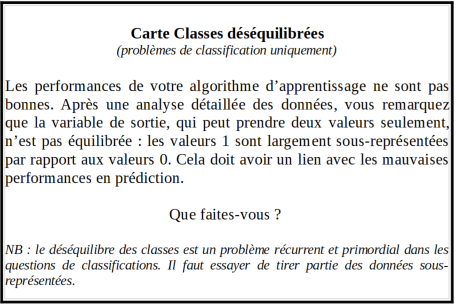 Carte Classes déséquilibrées
(problèmes de classification uniquement)
Les performances de votre algorithme d’apprentissage ne sont pas
bonnes. Après une analyse détaillée des données, vous remarquez
que la variable de sortie, qui peut prendre deux valeurs seulement,
n’est pas équilibrée : les valeurs 1 sont largement sous-représentées
par rapport aux valeurs 0. Cela doit avoir un lien avec les mauvaises
performances en prédiction.
Que faites-vous ?
NB : le déséquilibre des classes est un problème récurrent et primordial dans les
questions de classifications. Il faut essayer de tirer partie des données sous-
représentées.